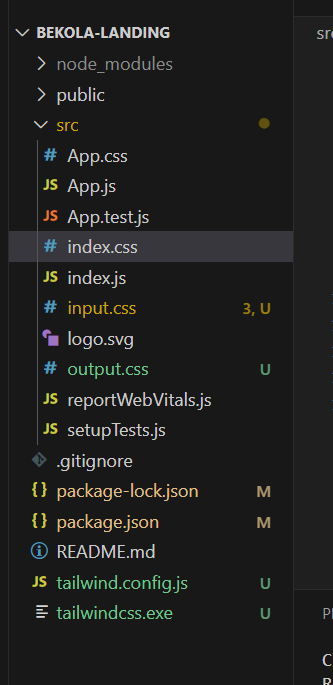 BEKOLA-LANDING
node_modules
public
src
# App.css
JS App.js
JS App.test.js
# index.css
JS index.js
# input.css 3, U
logo.svg
# output.css U
JS reportWebVitals.js
JS setupTests.js
.gitignore
{} package-lock.json M
{} package.json M
README.md
JS tailwind.config.js U
tailwindcss.exe U